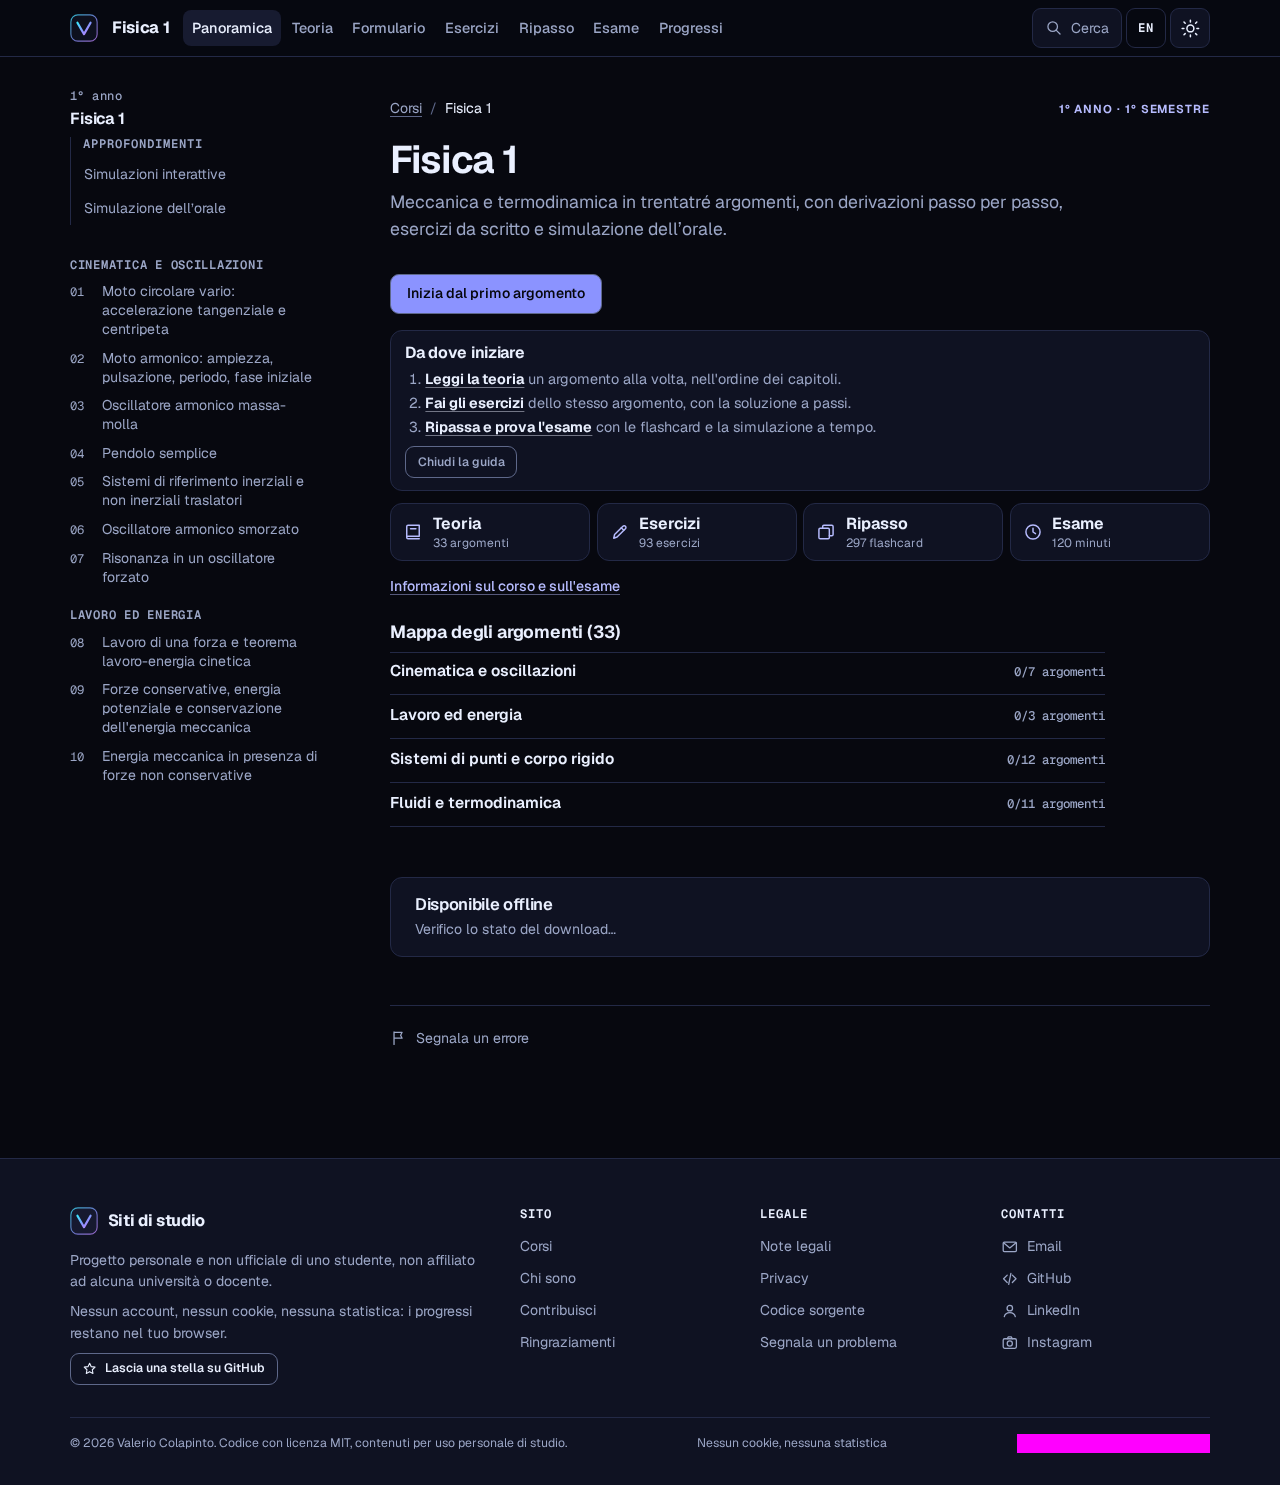 Fisica 1
Panoramica
Teoria
Formulario
Esercizi
Ripasso
Esame
Progressi
Cerca
EN
1° anno
Fisica 1
APPROFONDIMENTI
Simulazioni interattive
Simulazione dell'orale
CINEMATICA E OSCILLAZIONI
01 Moto circolare vario:
accelerazione tangenziale e
centripeta
02 Moto armonico: ampiezza,
pulsazione, periodo, fase iniziale
03 Oscillatore armonico massa-
molla
04 Pendolo semplice
05 Sistemi di riferimento inerziali e
non inerziali traslatori
06 Oscillatore armonico smorzato
07 Risonanza in un oscillatore
forzato
LAVORO ED ENERGIA
08 Lavoro di una forza e teorema
lavoro-energia cinetica
09 Forze conservative, energia
potenziale e conservazione
dell'energia meccanica
10 Energia meccanica in presenza di
forze non conservative
Corsi / Fisica 1
1° ANNO · 1° SEMESTRE
Fisica 1
Meccanica e termodinamica in trentatré argomenti, con derivazioni passo per passo,
esercizi da scritto e simulazione dell’orale.
Inizia dal primo argomento
Da dove iniziare
1. Leggi la teoria un argomento alla volta, nell'ordine dei capitoli.
2. Fai gli esercizi dello stesso argomento, con la soluzione a passi.
3. Ripassa e prova l'esame con le flashcard e la simulazione a tempo.
Chiudi la guida
Teoria
33 argomenti
Esercizi
93 esercizi
Ripasso
297 flashcard
Esame
120 minuti
Informazioni sul corso e sull'esame
Mappa degli argomenti (33)
Cinematica e oscillazioni 0/7 argomenti
Lavoro ed energia 0/3 argomenti
Sistemi di punti e corpo rigido 0/12 argomenti
Fluidi e termodinamica 0/11 argomenti
Disponibile offline
Verifico lo stato del download…
Segnala un errore
Siti di studio
Progetto personale e non ufficiale di uno studente, non affiliato
ad alcuna università o docente.
Nessun account, nessun cookie, nessuna statistica: i progressi
restano nel tuo browser.
Lascia una stella su GitHub
SITO
Corsi
Chi sono
Contribuisci
Ringraziamenti
LEGALE
Note legali
Privacy
Codice sorgente
Segnala un problema
CONTATTI
Email
GitHub
LinkedIn
Instagram
© 2026 Valerio Colapinto. Codice con licenza MIT, contenuti per uso personale di studio.
Nessun cookie, nessuna statistica